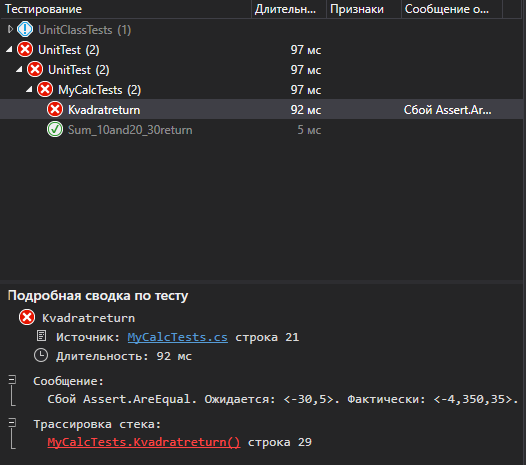 Тестирование Длительн... Признаки Сообщение о...
UnitClassTests (1)
UnitTest (2) 97 мс
UnitTest (2) 97 мс
MyCalcTests (2) 97 мс
Kvadratreturn 92 мс Сбой Assert.Ar...
Sum_10and20_30return 5 мс
Подробная сводка по тесту
Kvadratreturn
Источник: MyCalcTests.cs строка 21
Длительность: 92 мс
Сообщение:
Сбой Assert.AreEqual. Ожидается: <-30,5>. Фактически: <-4,350,35>.
Трассировка стека:
MyCalcTests.Kvadratreturn() строка 29